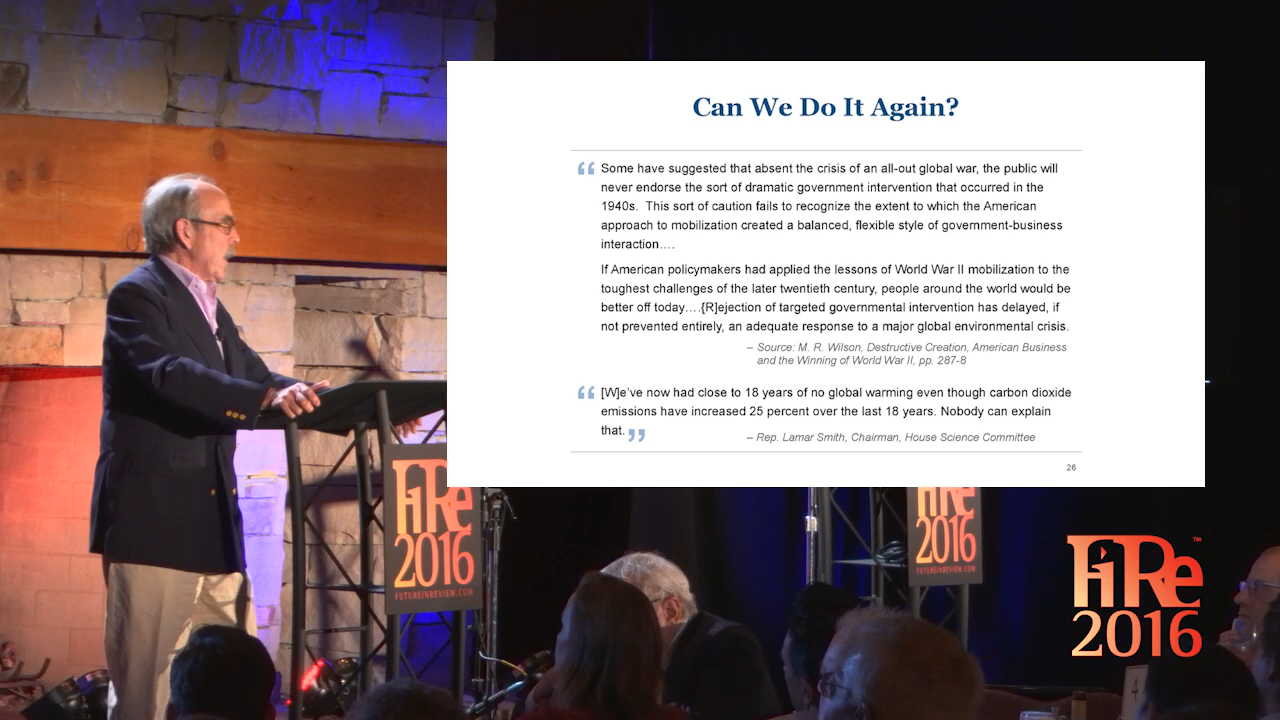 Can We Do It Again?
“ Some have suggested that absent the crisis of an all-out global war, the public will
never endorse the sort of dramatic government intervention that occurred in the
1940s.  This sort of caution fails to recognize the extent to which the American
approach to mobilization created a balanced, flexible style of government-business
interaction….
If American policymakers had applied the lessons of World War II mobilization to the
toughest challenges of the later twentieth century, people around the world would be
better off today….{R]ejection of targeted governmental intervention has delayed, if
not prevented entirely, an adequate response to a major global environmental crisis.
– Source: M. R. Wilson, Destructive Creation, American Business
and the Winning of World War II, pp. 287-8
“ [W]e’ve now had close to 18 years of no global warming even though carbon dioxide
emissions have increased 25 percent over the last 18 years. Nobody can explain
that. ”
– Rep. Lamar Smith, Chairman, House Science Committee
26
FiRe
2016
FUTUREINREVIEW.COM
FiRe
2016
FUTUREINREVIEW.COM
FiRe™
2016
4